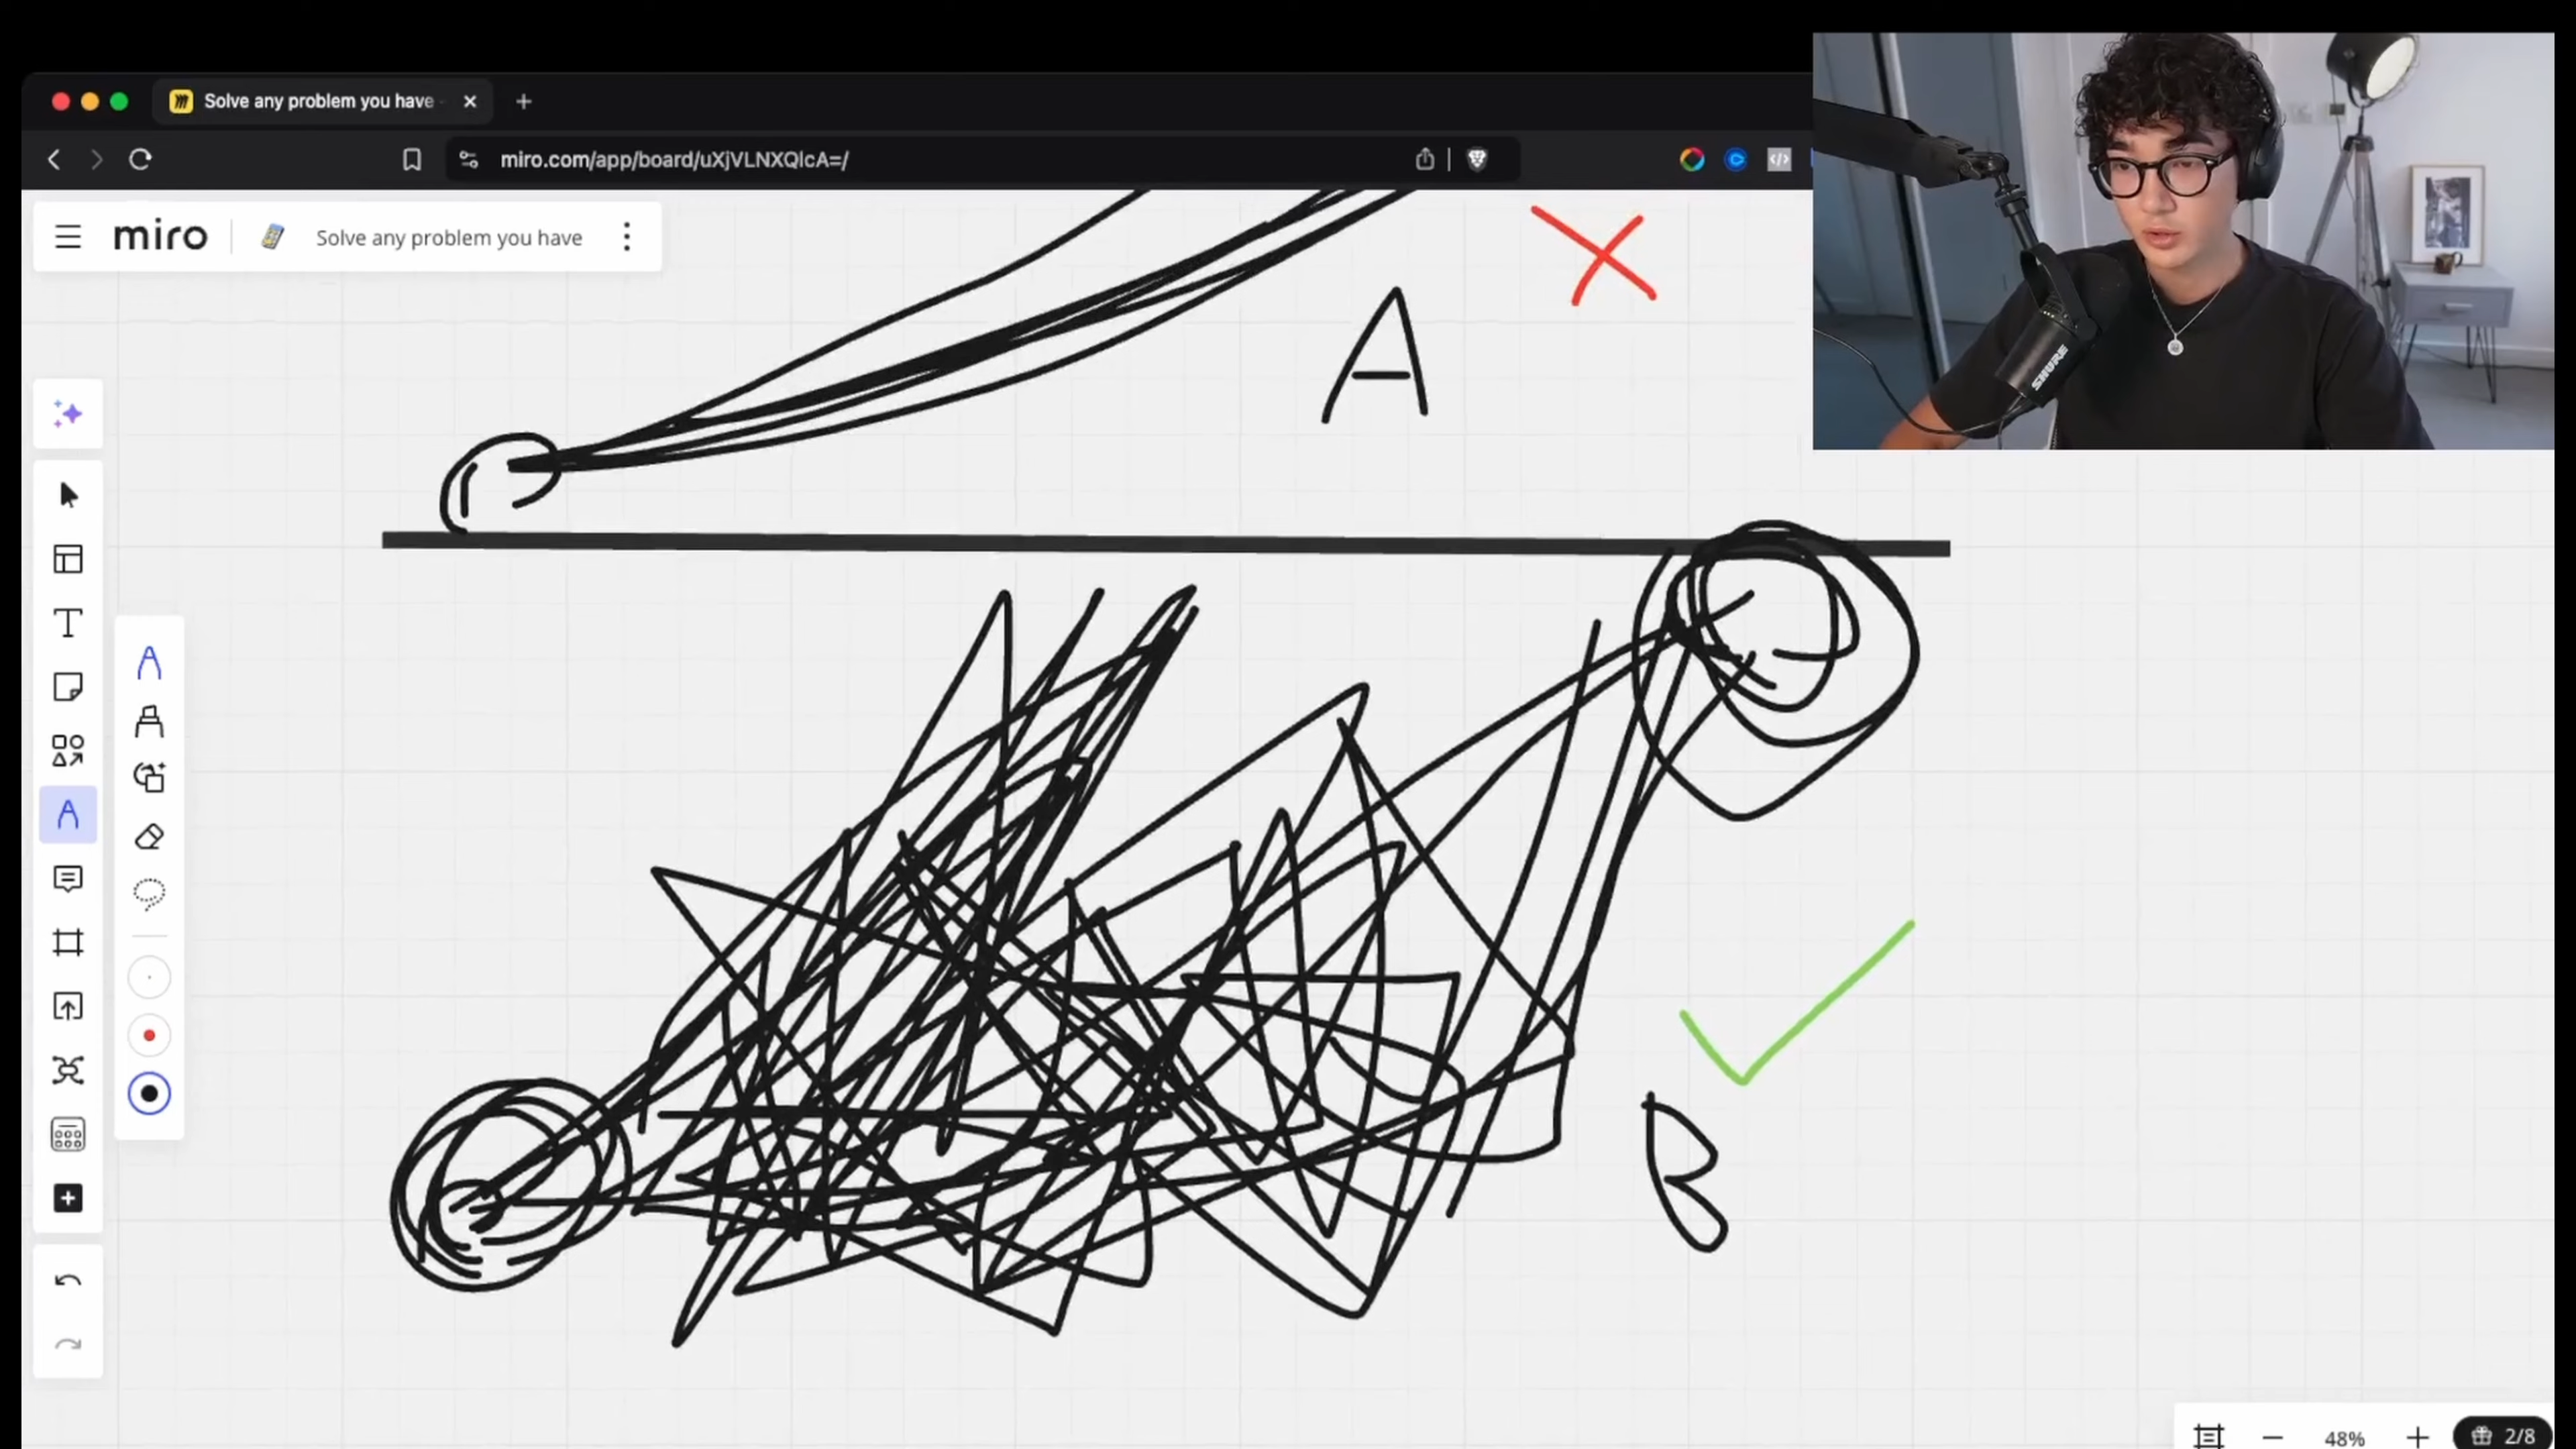 Solve any problem you have
miro.com/app/board/uXjVLNXQlcA=/
miro
Solve any problem you have
A
B
SHURE
48%
2/8